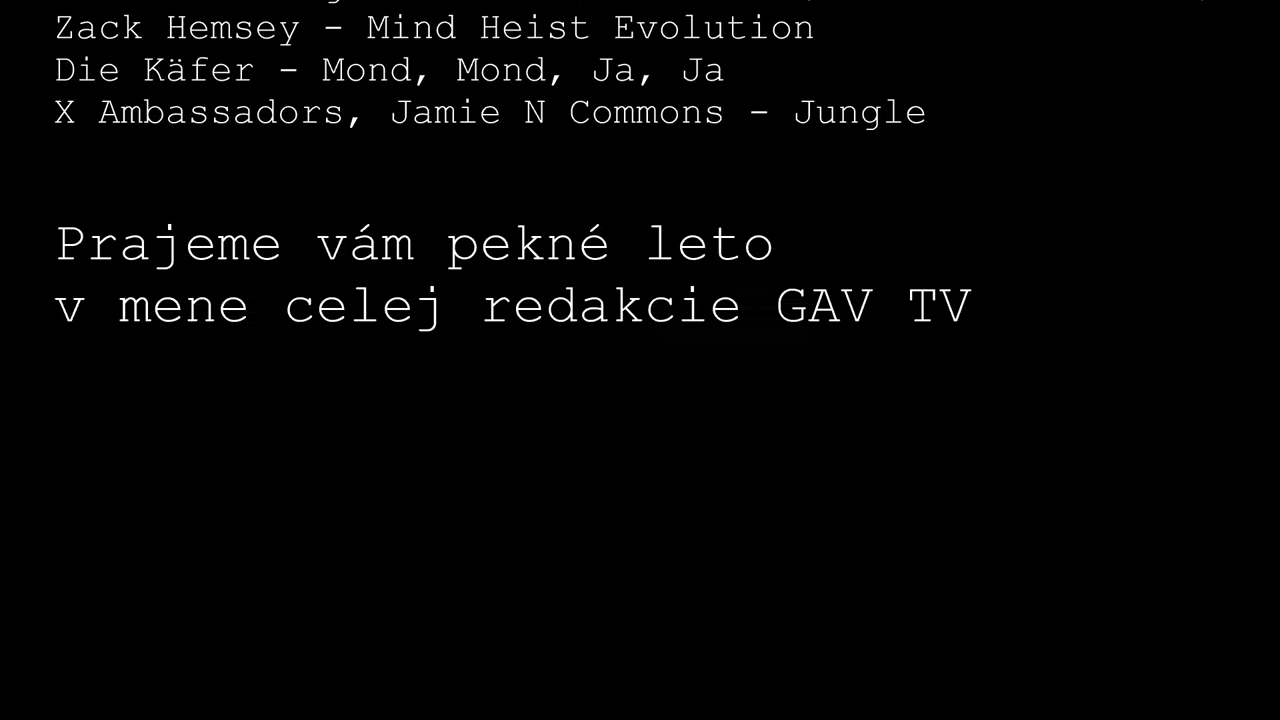 Zack Hemsey - Mind Heist Evolution
Die Käfer - Mond, Mond, Ja, Ja
X Ambassadors, Jamie N Commons - Jungle
Prajeme vám pekné leto
v mene celej redakcie GAV TV